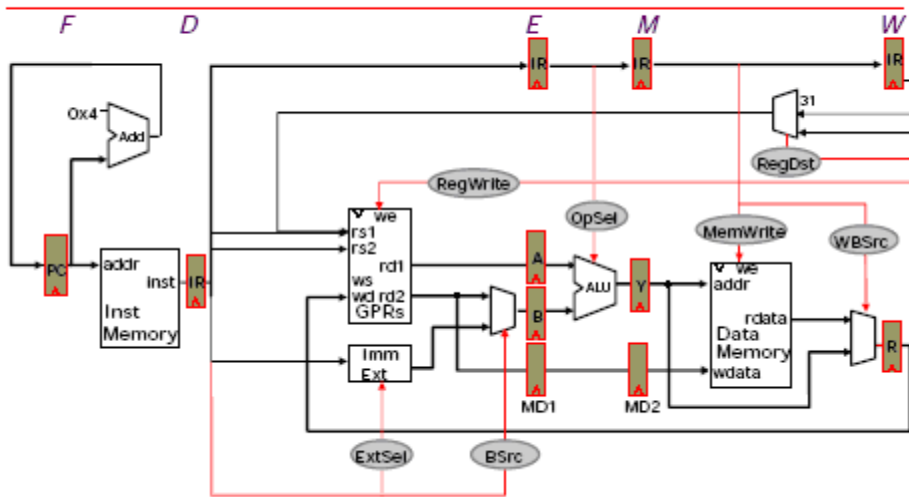 F D E M W
IR IR IR
31
0x4
Add
RegDst
RegWrite
we
OpSel
MemWrite
WBSrc
rs1
rs2
PC
addr
inst
IR
Inst
Memory
rd1
ws
wd rd2
GPRs
A
B
ALU
Y
we
addr
rdata
Data
Memory
wdata
R
Imm
Ext
MD1
MD2
ExtSel
BSrc